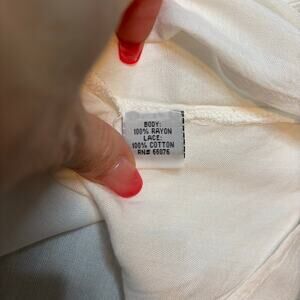 BODY:
100% RAYON
LACE:
100% COTTON
RN# 66076